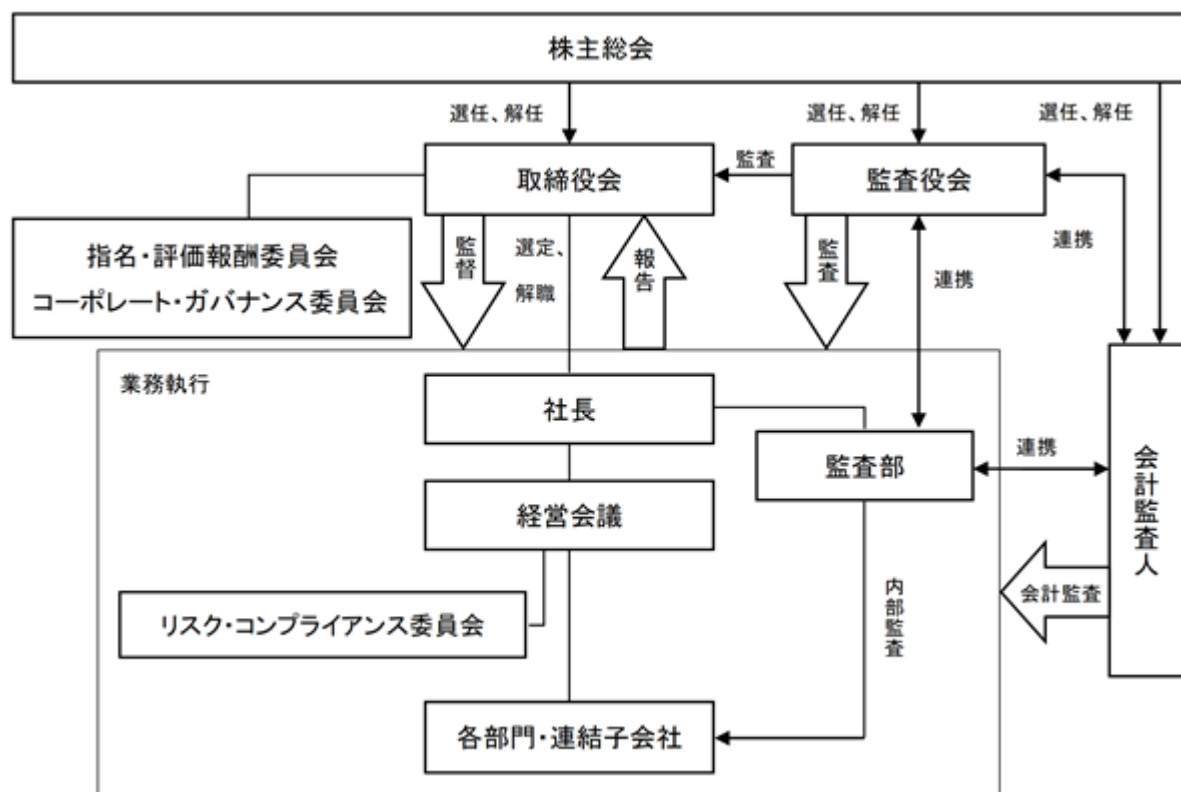 株主総会
選任、解任
選任、解任
選任、解任
取締役会
監査
監査役会
指名・評価報酬委員会
コーポレート・ガバナンス委員会
監督
選定、
解職
報告
監査
連携
連携
業務執行
社長
監査部
連携
会計監査人
経営会議
会計監査
リスク・コンプライアンス委員会
内部監査
各部門・連結子会社